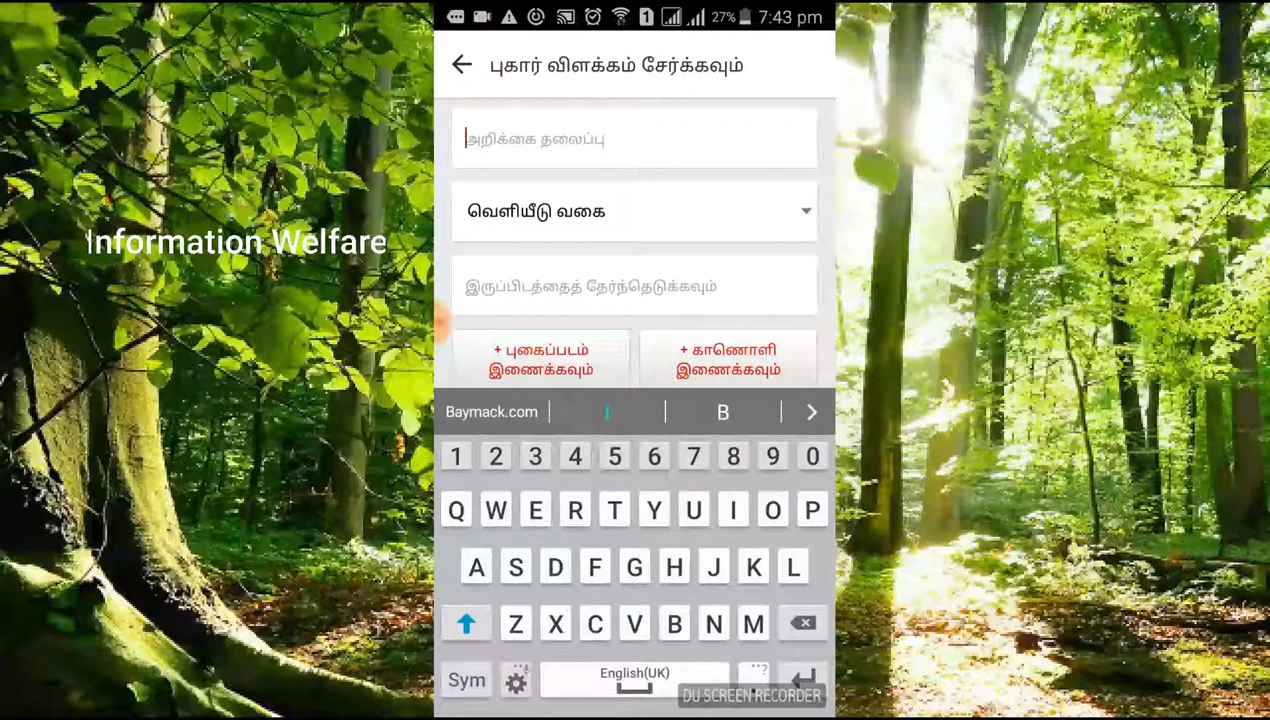 1 27% 7:43 pm
புகார் விளக்கம் சேர்க்கவும்
அறிக்கை தலைப்பு
வெளியீடு வகை
Information Welfare
இருப்பிடத்தைத் தேர்ந்தெடுக்கவும்
+ புகைப்படம் இணைக்கவும்
+ காணொளி இணைக்கவும்
Baymack.com I B
1 2 3 4 5 6 7 8 9 0
Q W E R T Y U I O P
A S D F G H J K L
Z X C V B N M
Sym English(UK) ...?
DU SCREEN RECORDER